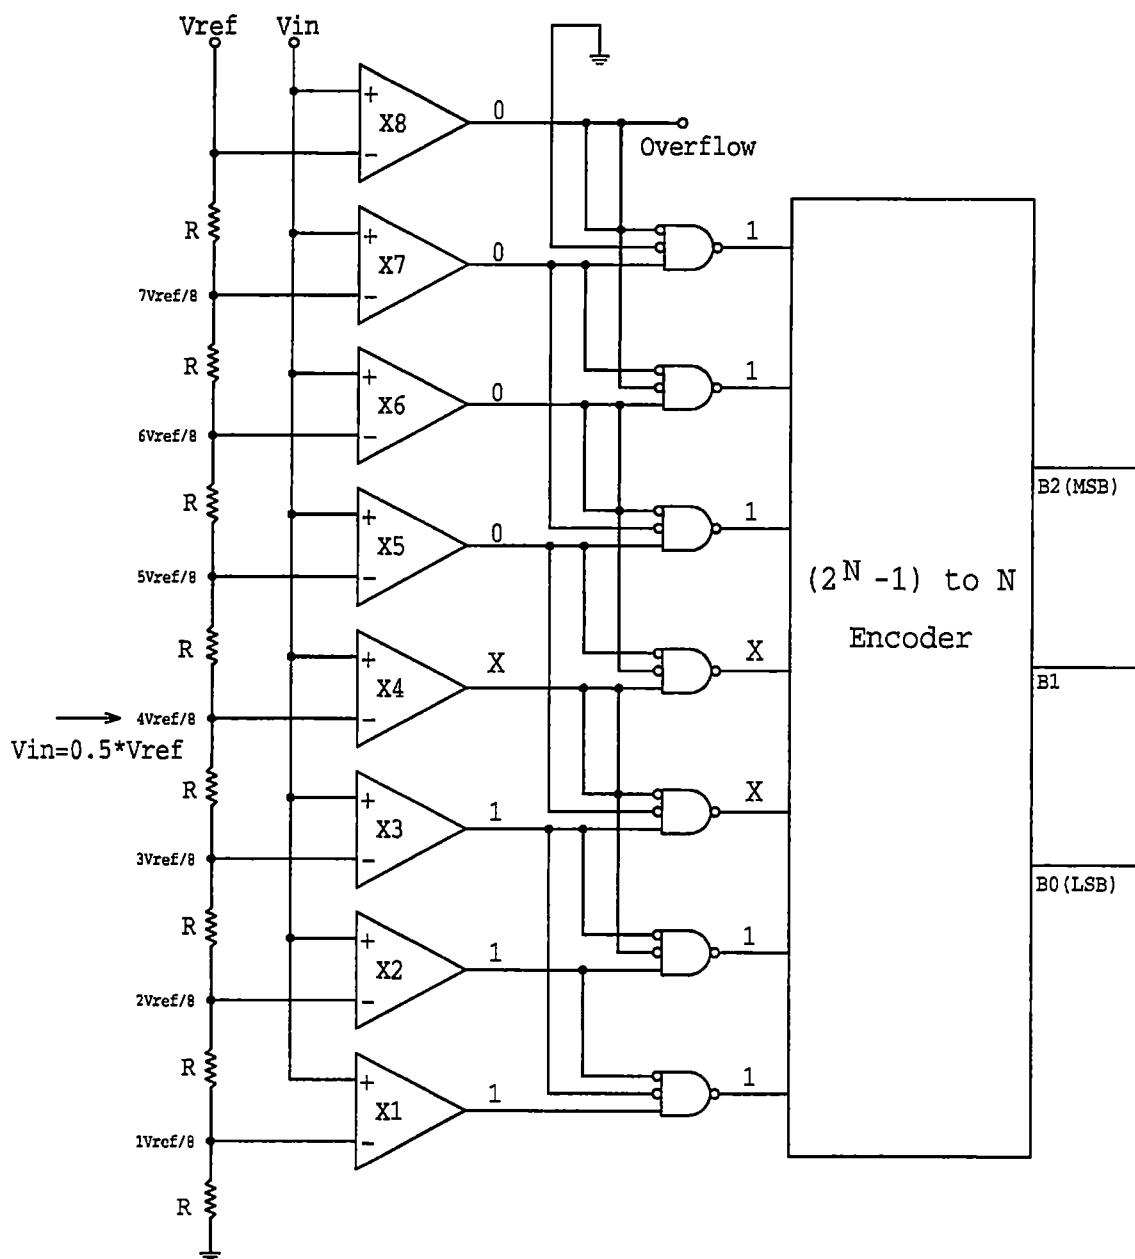 Vref Vin
X8 0
Overflow
R
X7 0 1
7Vref/8
R
X6 0 1
6Vref/8
R
X5 0 1
5Vref/8
B2(MSB)
(2^N -1) to N
Encoder
R
X4 X X
4Vref/8
Vin=0.5*Vref
B1
R
X3 1 X
3Vref/8
B0(LSB)
R
X2 1 1
2Vref/8
R
X1 1 1
1Vref/8
R
+
-
+
-
+
-
+
-
+
-
+
-
+
-
+
-